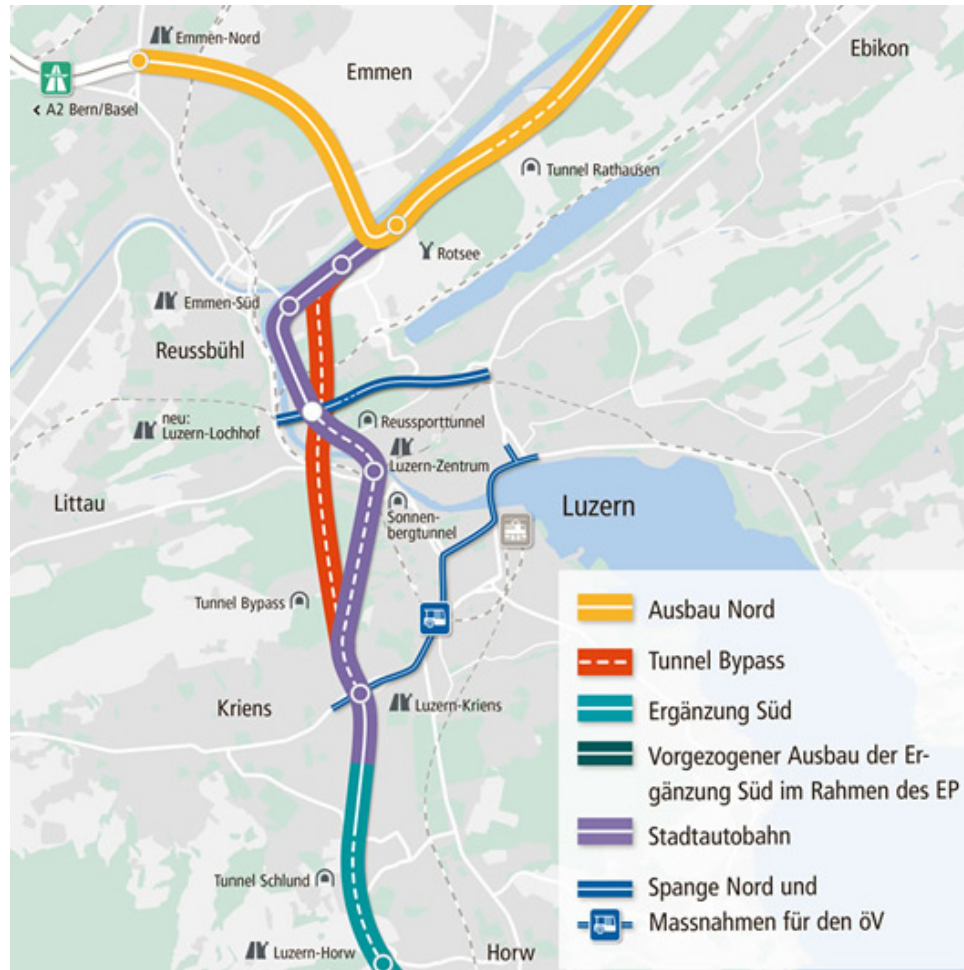 Emmen-Nord
Emmen
Ebikon
< A2 Bern/Basel
Tunnel Rathausen
Rotsee
Emmen-Süd
Reussbühl
neu:
Luzern-Lochhof
Reussporttunnel
Luzern-Zentrum
Littau
Sonnen-
bergtunnel
Luzern
Tunnel Bypass
Kriens
Luzern-Kriens
Tunnel Schlund
Luzern-Horw
Horw
Ausbau Nord
Tunnel Bypass
Ergänzung Süd
Vorgezogener Ausbau der Er-
gänzung Süd im Rahmen des EP
Stadtautobahn
Spange Nord und
Massnahmen für den öV